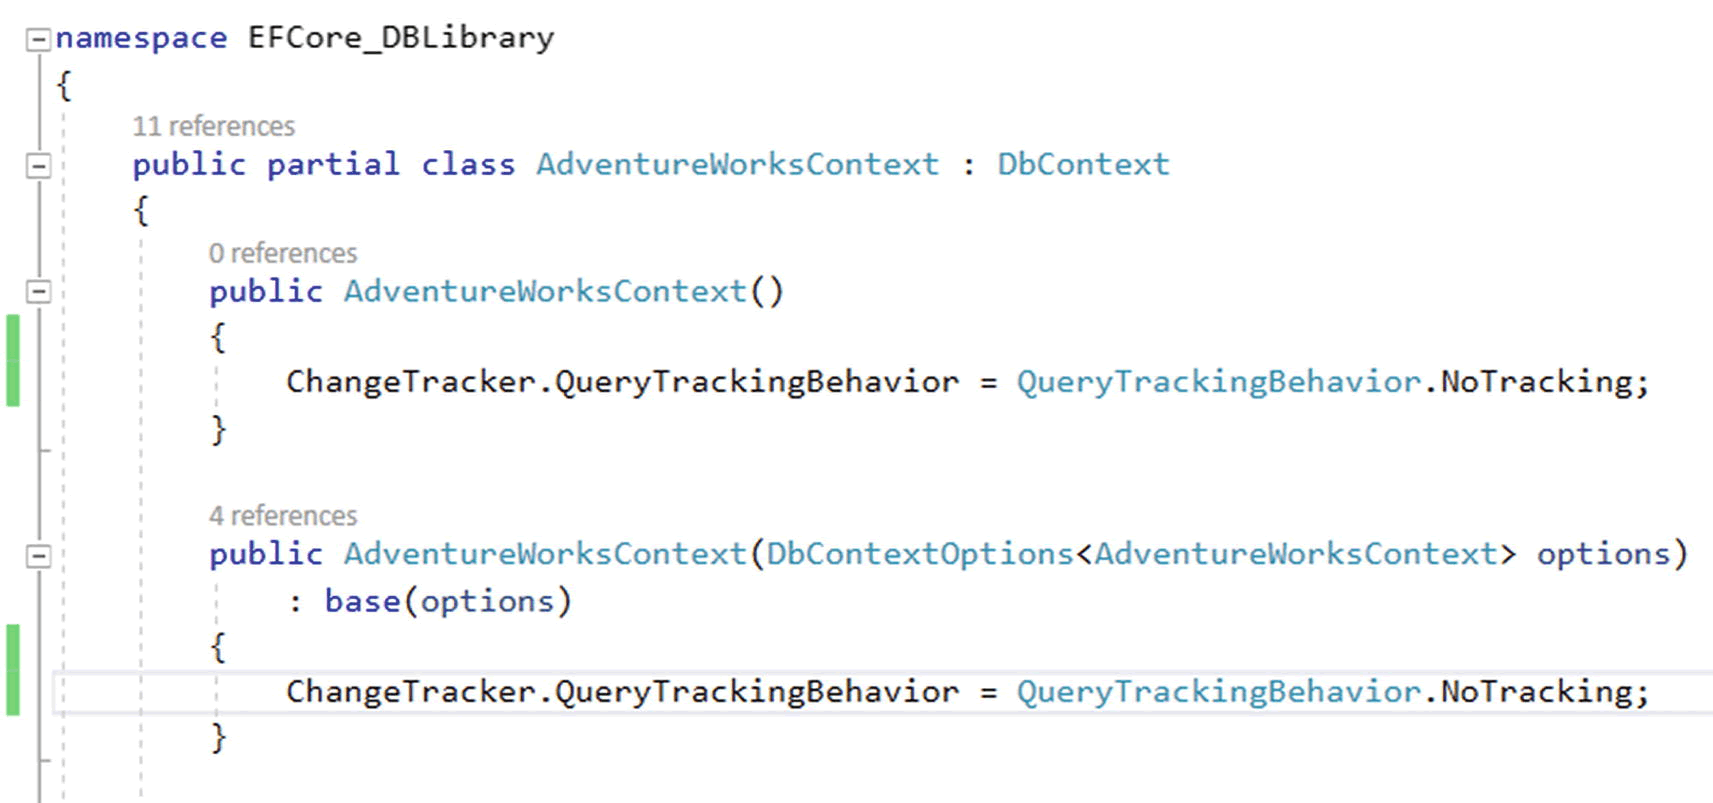 namespace EFCore_DBLibrary
{
11 references
public partial class AdventureWorksContext : DbContext
{
0 references
public AdventureWorksContext()
{
ChangeTracker.QueryTrackingBehavior = QueryTrackingBehavior.NoTracking;
}
4 references
public AdventureWorksContext(DbContextOptions<AdventureWorksContext> options)
: base(options)
{
ChangeTracker.QueryTrackingBehavior = QueryTrackingBehavior.NoTracking;
}